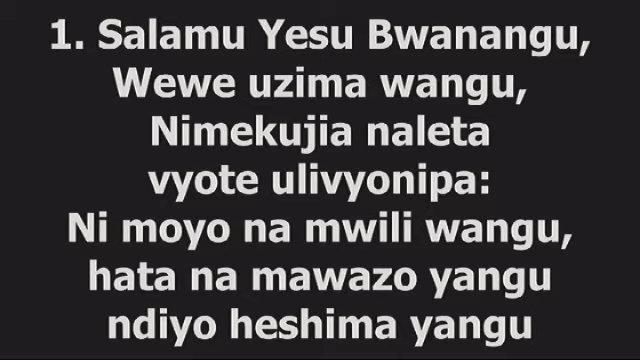 1. Salamu Yesu Bwanangu,
Wewe uzima wangu,
Nimekujia naleta
vyote ulivyonipa:
Ni moyo na mwili wangu,
hata na mawazo yangu
ndiyo heshima yangu